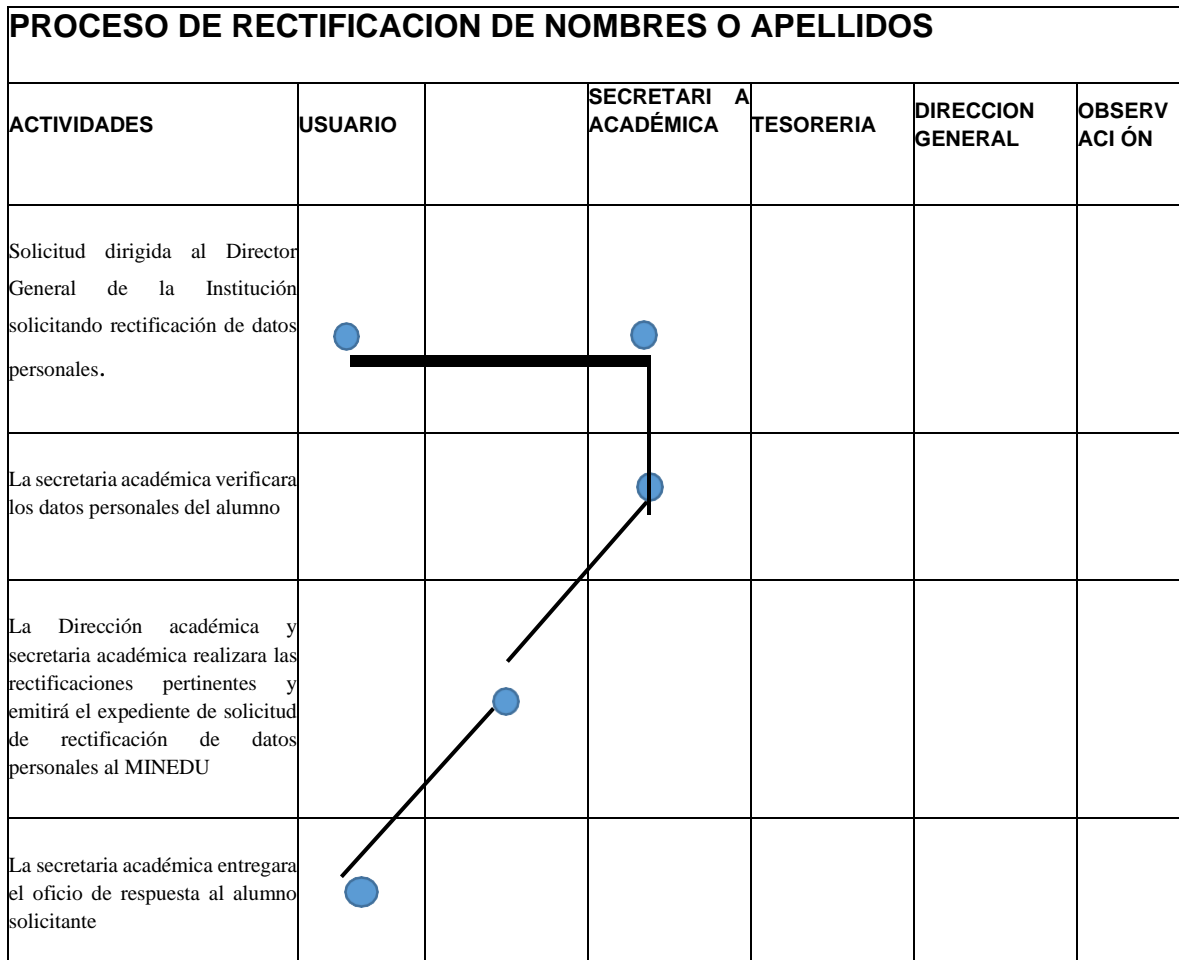 PROCESO DE RECTIFICACION DE NOMBRES O APELLIDOS
ACTIVIDADES
USUARIO
SECRETARI A
ACADÉMICA
TESORERIA
DIRECCION
GENERAL
OBSERV
ACI ÓN
Solicitud dirigida al Director
General de la Institución
solicitando rectificación de datos
personales.
La secretaria académica verificara
los datos personales del alumno
La Dirección académica y
secretaria académica realizara las
rectificaciones pertinentes y
emitirá el expediente de solicitud
de rectificación de datos
personales al MINEDU
La secretaria académica entregara
el oficio de respuesta al alumno
solicitante